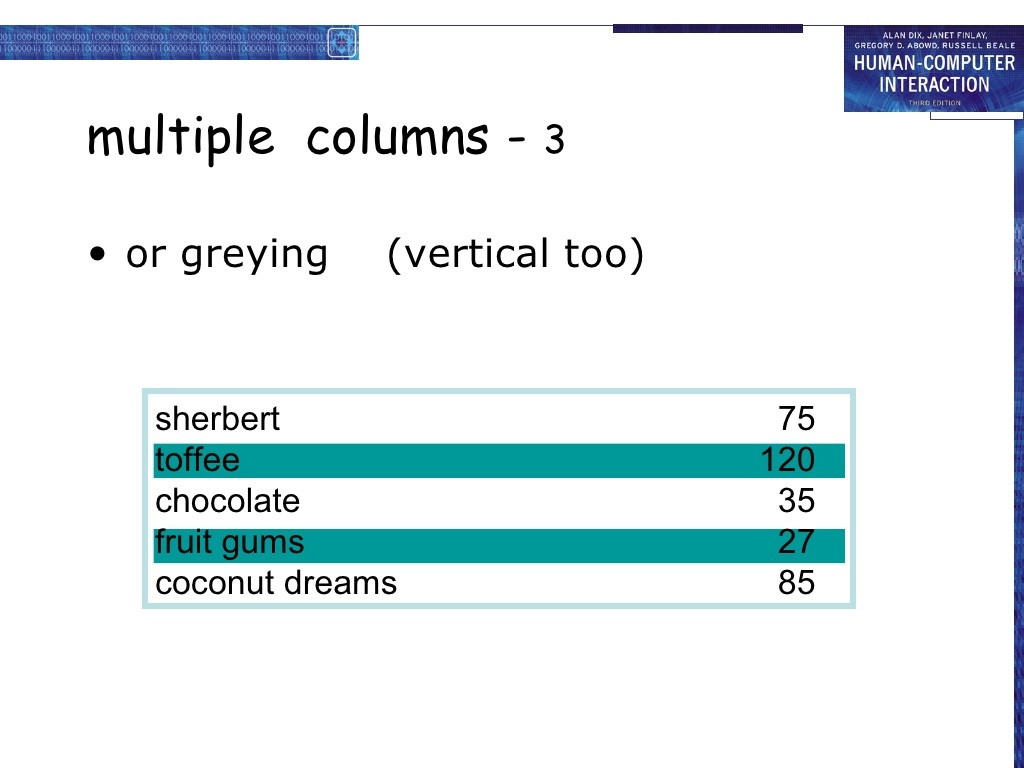 ALAN DIX, JANET FINLAY,
GREGORY D. ABOWD, RUSSELL BEALE
HUMAN-COMPUTER
INTERACTION
THIRD EDITION
multiple columns - 3
• or greying (vertical too)
sherbert 75
toffee 120
chocolate 35
fruit gums 27
coconut dreams 85